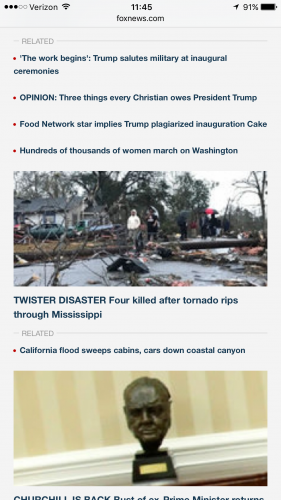 Verizon 11:45 91%
foxnews.com
RELATED
• 'The work begins': Trump salutes military at inaugural
ceremonies
• OPINION: Three things every Christian owes President Trump
• Food Network star implies Trump plagiarized inauguration Cake
• Hundreds of thousands of women march on Washington
TWISTER DISASTER Four killed after tornado rips
through Mississippi
RELATED
• California flood sweeps cabins, cars down coastal canyon
CHURCHILL IS BACK Bust of ex-Prime Minister returns